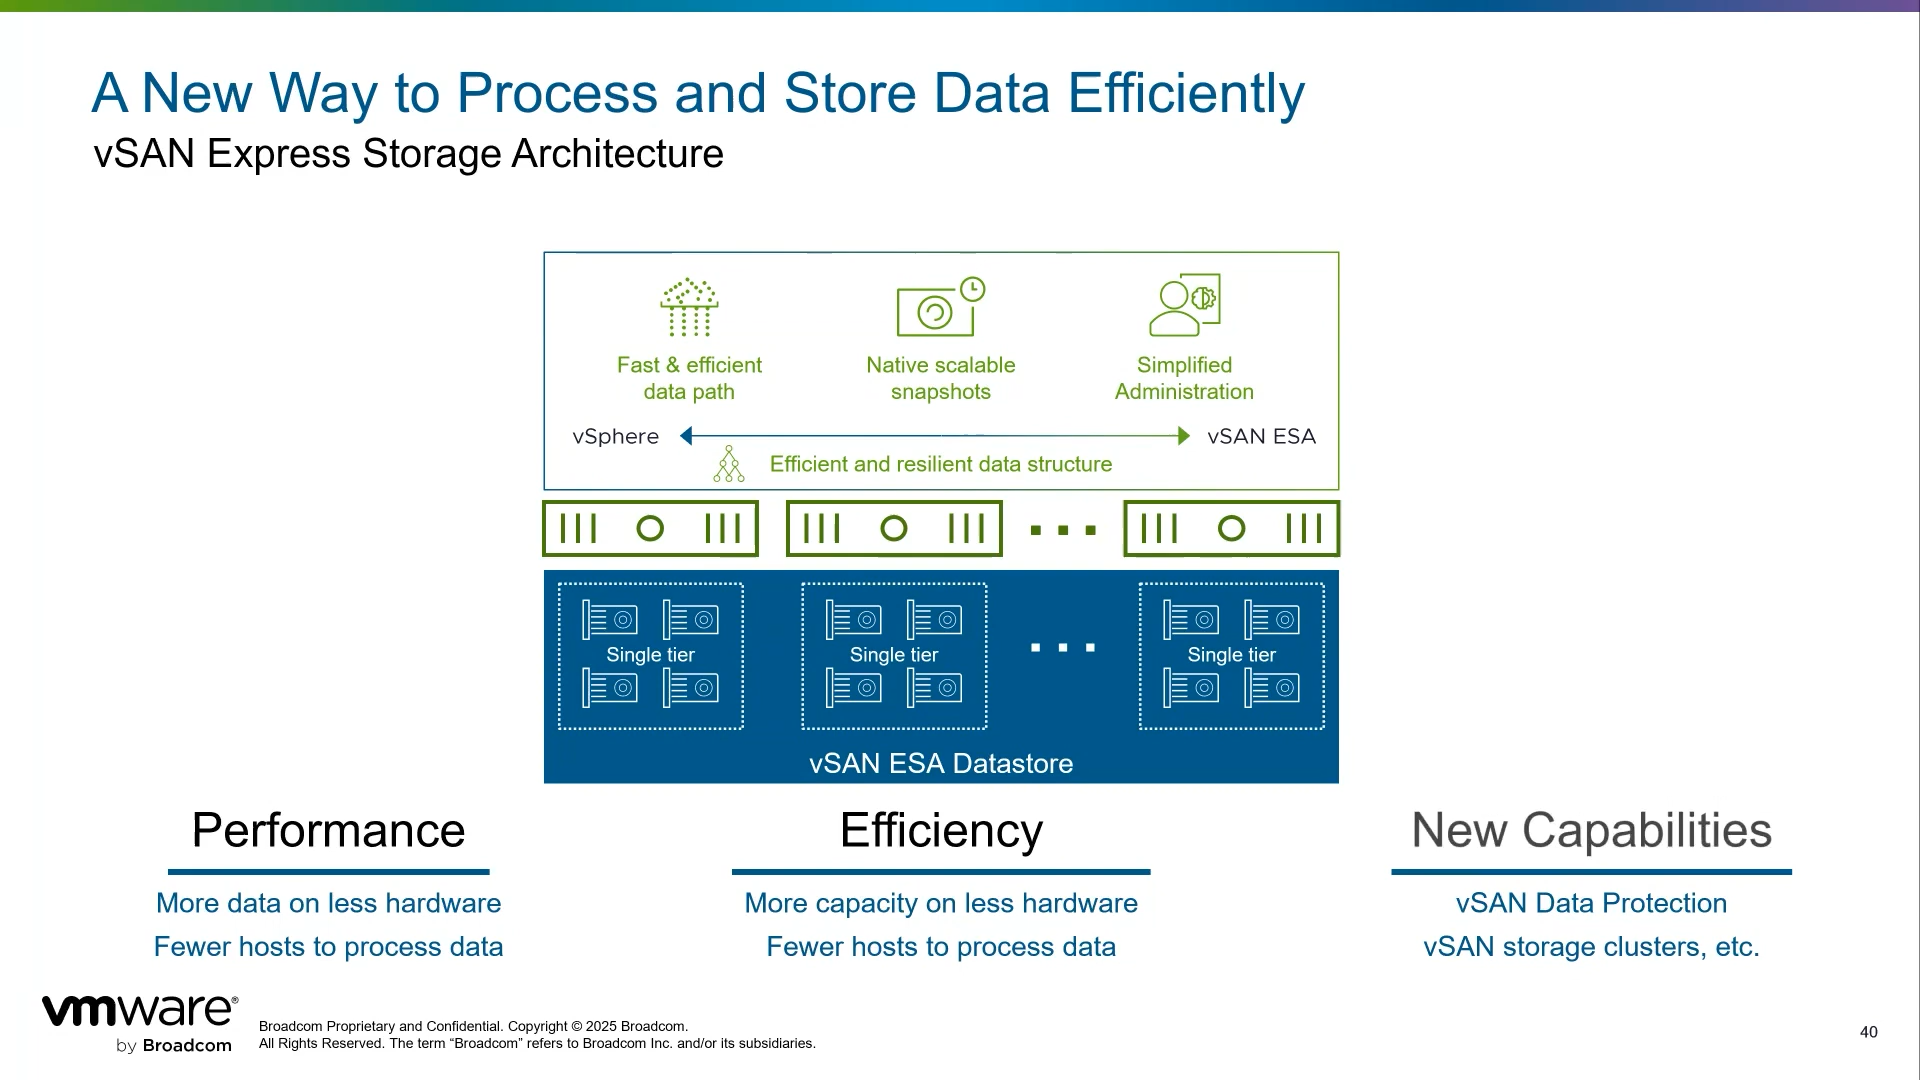 A New Way to Process and Store Data Efficiently
vSAN Express Storage Architecture
Fast & efficient
data path
Native scalable
snapshots
Simplified
Administration
vSphere
vSAN ESA
Efficient and resilient data structure
Single tier
Single tier
Single tier
vSAN ESA Datastore
Performance
More data on less hardware
Fewer hosts to process data
Efficiency
More capacity on less hardware
Fewer hosts to process data
New Capabilities
vSAN Data Protection
vSAN storage clusters, etc.
vmware®
by Broadcom
Broadcom Proprietary and Confidential. Copyright © 2025 Broadcom.
All Rights Reserved. The term “Broadcom” refers to Broadcom Inc. and/or its subsidiaries.
40